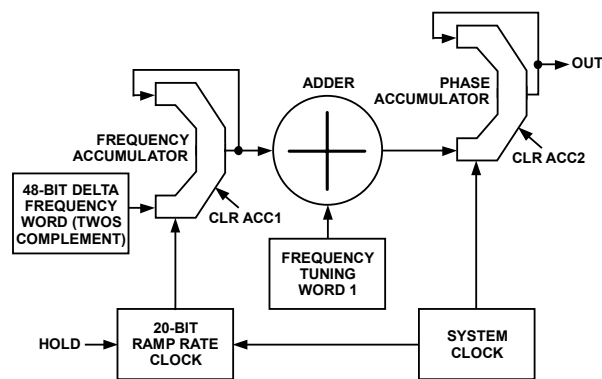 OUT
ADDER
PHASE
ACCUMULATOR
FREQUENCY
ACCUMULATOR
CLR ACC2
48-BIT DELTA
FREQUENCY
WORD (TWOS
COMPLEMENT)
CLR ACC1
FREQUENCY
TUNING
WORD 1
HOLD
20-BIT
RAMP RATE
CLOCK
SYSTEM
CLOCK